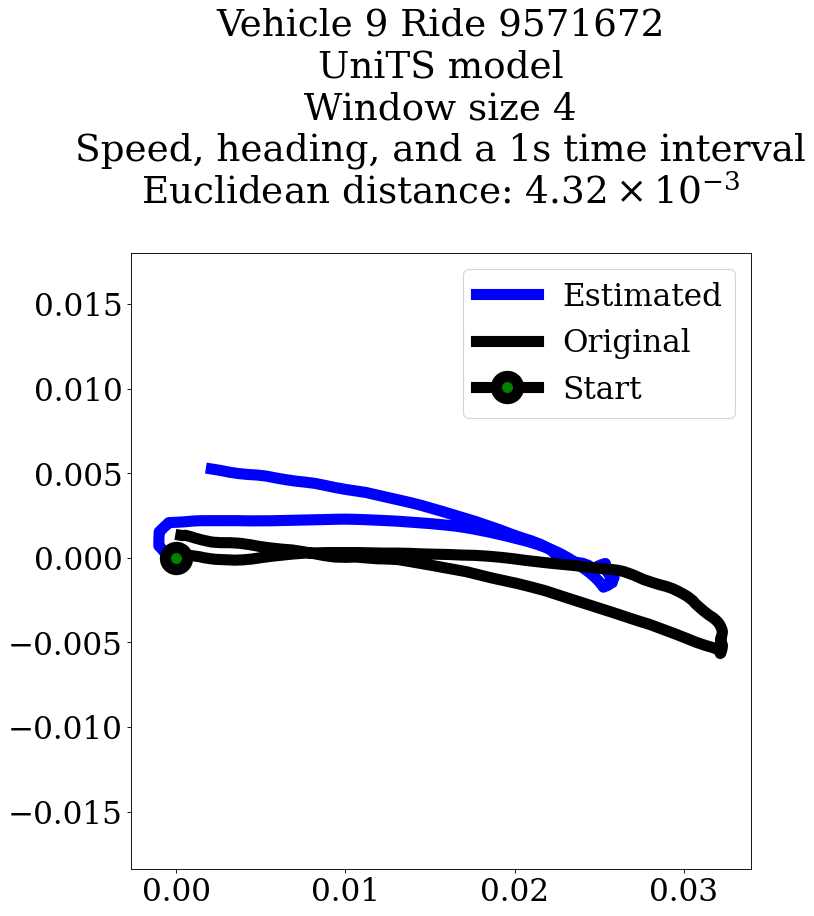 Vehicle 9 Ride 9571672
UniTS model
Window size 4
Speed, heading, and a 1s time interval
Euclidean distance: 4.32 × 10⁻³
Estimated
Original
Start
0.015
0.010
0.005
0.000
−0.005
−0.010
−0.015
0.00 0.01 0.02 0.03